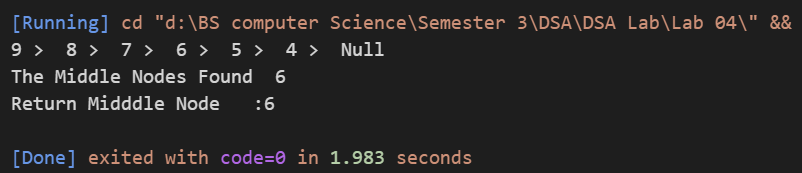 [Running] cd "d:\BS computer Science\Semester 3\DSA\DSA Lab\Lab 04\" &&
9 >  8 >  7 >  6 >  5 >  4 >  Null
The Middle Nodes Found  6
Return Midddle Node   :6
[Done] exited with code=0 in 1.983 seconds